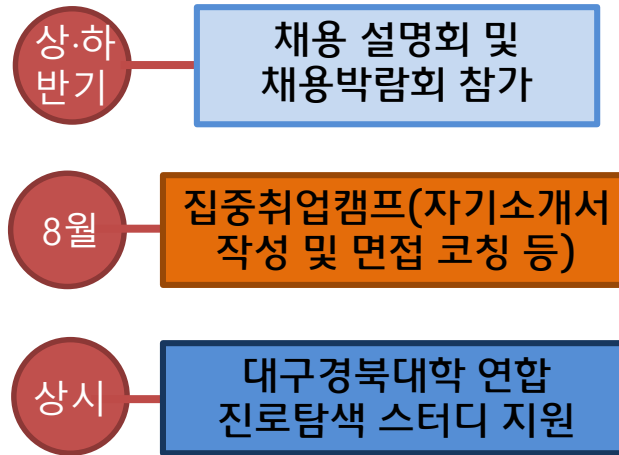 상·하
반기
채용 설명회 및
채용박람회 참가
8월
집중취업캠프(자기소개서
작성 및 면접 코칭 등)
상시
대구경북대학 연합
진로탐색 스터디 지원